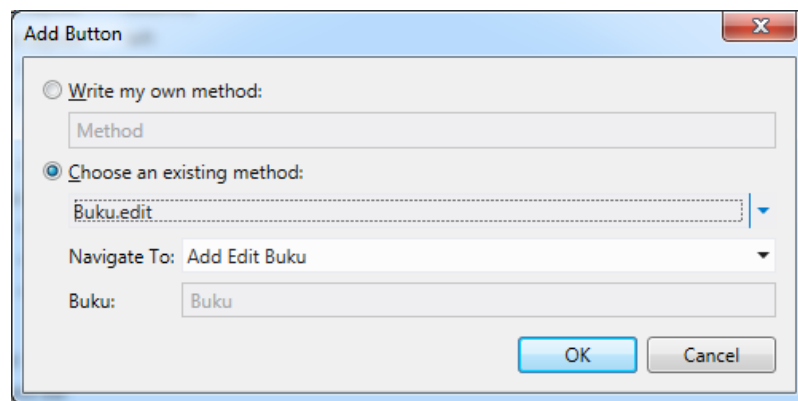 Add Button
Write my own method:
Method
Choose an existing method:
Buku.edit
Navigate To: Add Edit Buku
Buku: Buku
OK Cancel